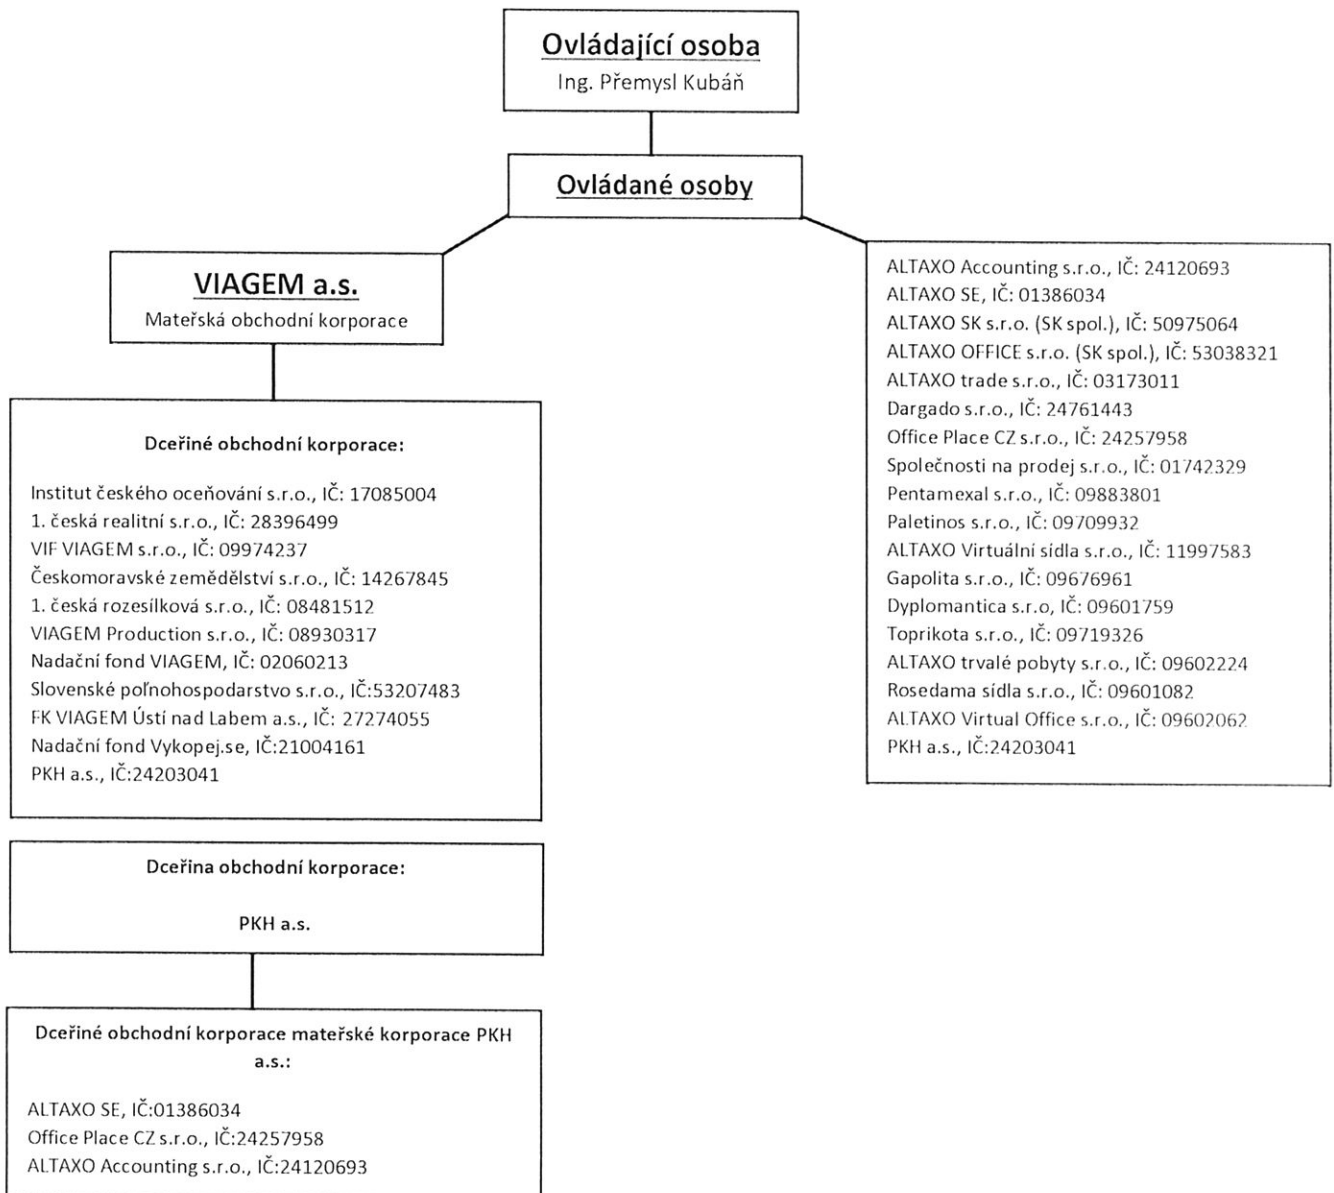 Ovládající osoba
Ing. Přemysl Kubáň
Ovládané osoby
VIAGEM a.s.
Mateřská obchodní korporace
Dceřiné obchodní korporace:
Institut českého oceňování s.r.o., IČ: 17085004
1. česká realitní s.r.o., IČ: 28396499
VIF VIAGEM s.r.o., IČ: 09974237
Českomoravské zemědělství s.r.o., IČ: 14267845
1. česká rozesílková s.r.o., IČ: 08481512
VIAGEM Production s.r.o., IČ: 08930317
Nadační fond VIAGEM, IČ: 02060213
Slovenské poľnohospodarstvo s.r.o., IČ:53207483
FK VIAGEM Ústí nad Labem a.s., IČ: 27274055
Nadační fond Vykopej.se, IČ:21004161
PKH a.s., IČ:24203041
Dceřina obchodní korporace:
PKH a.s.
Dceřiné obchodní korporace mateřské korporace PKH
a.s.:
ALTAXO SE, IČ:01386034
Office Place CZ s.r.o., IČ:24257958
ALTAXO Accounting s.r.o., IČ:24120693
ALTAXO Accounting s.r.o., IČ: 24120693
ALTAXO SE, IČ: 01386034
ALTAXO SK s.r.o. (SK spol.), IČ: 50975064
ALTAXO OFFICE s.r.o. (SK spol.), IČ: 53038321
ALTAXO trade s.r.o., IČ: 03173011
Dargado s.r.o., IČ: 24761443
Office Place CZ s.r.o., IČ: 24257958
Společnosti na prodej s.r.o., IČ: 01742329
Pentamexal s.r.o., IČ: 09883801
Paletinos s.r.o., IČ: 09709932
ALTAXO Virtuální sídla s.r.o., IČ: 11997583
Gapolita s.r.o., IČ: 09676961
Dyplomantica s.r.o, IČ: 09601759
Toprikota s.r.o., IČ: 09719326
ALTAXO trvalé pobyty s.r.o., IČ: 09602224
Rosedama sídla s.r.o., IČ: 09601082
ALTAXO Virtual Office s.r.o., IČ: 09602062
PKH a.s., IČ:24203041